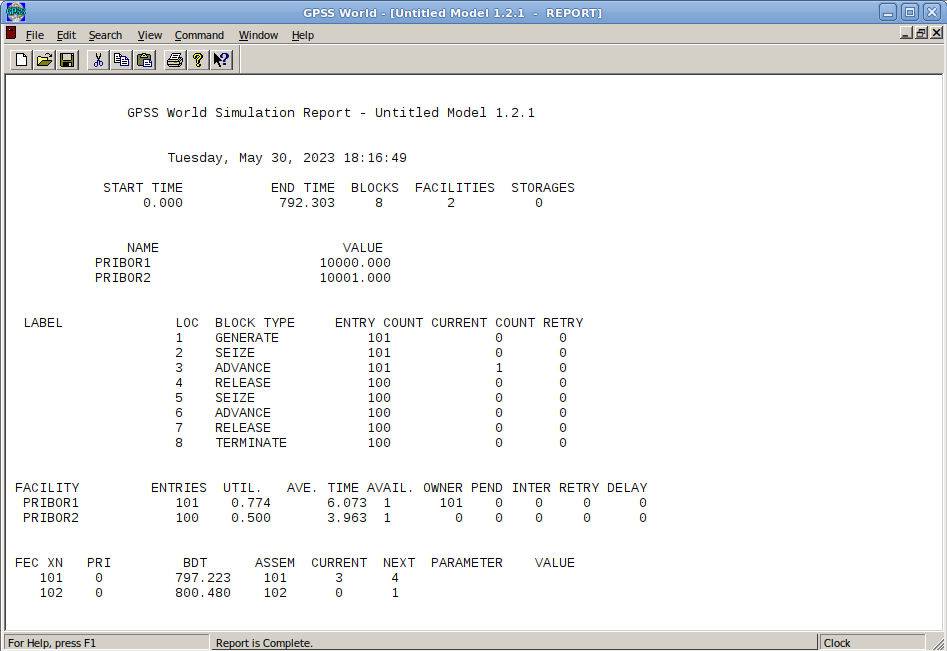 GPSS World - [Untitled Model 1.2.1 - REPORT]
File Edit Search View Command Window Help
GPSS World Simulation Report - Untitled Model 1.2.1
Tuesday, May 30, 2023 18:16:49
START TIME END TIME BLOCKS FACILITIES STORAGES
0.000 792.303 8 2 0
NAME VALUE
PRIBOR1 10000.000
PRIBOR2 10001.000
LABEL LOC BLOCK TYPE ENTRY COUNT CURRENT COUNT RETRY
1 GENERATE 101 0 0
2 SEIZE 101 0 0
3 ADVANCE 101 1 0
4 RELEASE 100 0 0
5 SEIZE 100 0 0
6 ADVANCE 100 0 0
7 RELEASE 100 0 0
8 TERMINATE 100 0 0
FACILITY ENTRIES UTIL. AVE. TIME AVAIL. OWNER PEND INTER RETRY DELAY
PRIBOR1 101 0.774 6.073 1 101 0 0 0 0
PRIBOR2 100 0.500 3.963 1 0 0 0 0 0
FEC XN PRI BDT ASSEM CURRENT NEXT PARAMETER VALUE
101 0 797.223 101 3 4
102 0 800.480 102 0 1
For Help, press F1 Report is Complete. Clock